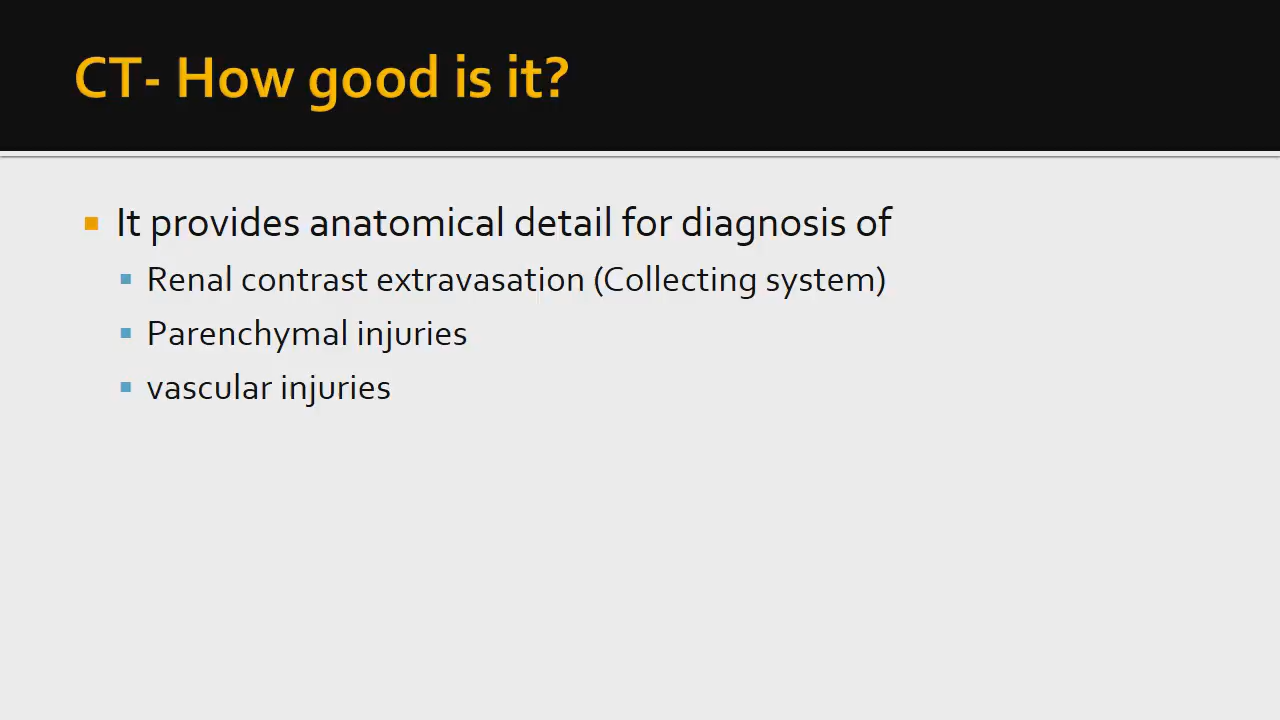 CT- How good is it?
It provides anatomical detail for diagnosis of
Renal contrast extravasation (Collecting system)
Parenchymal injuries
vascular injuries